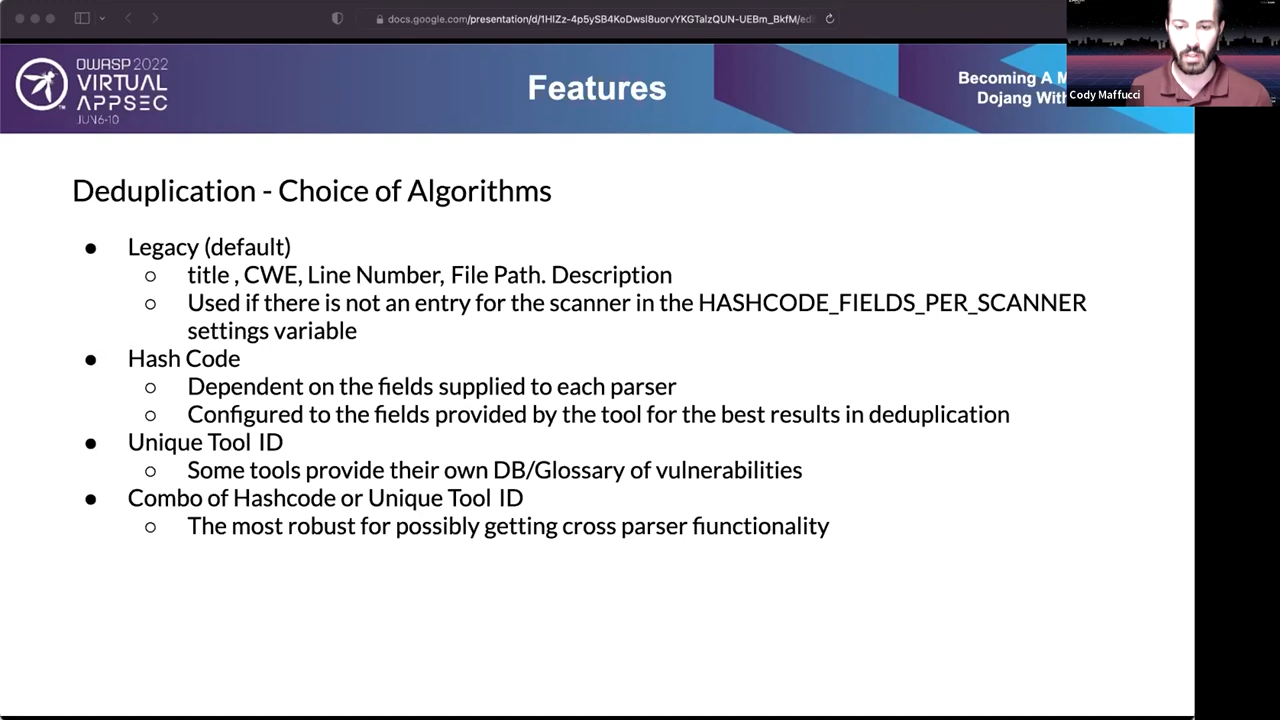 docs.google.com/presentation/d/1HIZz-4p5ySB4KoDwsI8uorvYKGTalzQUN-UEBm_BkfM/ed
OWASP 2022
VIRTUAL
APPSEC
JUN 6-10
Features
Becoming A M
Dojang With
Cody Maffucci
Deduplication - Choice of Algorithms
● Legacy (default)
○ title , CWE, Line Number, File Path. Description
○ Used if there is not an entry for the scanner in the HASHCODE_FIELDS_PER_SCANNER
settings variable
● Hash Code
○ Dependent on the fields supplied to each parser
○ Configured to the fields provided by the tool for the best results in deduplication
● Unique Tool ID
○ Some tools provide their own DB/Glossary of vulnerabilities
● Combo of Hashcode or Unique Tool ID
○ The most robust for possibly getting cross parser fiunctionality